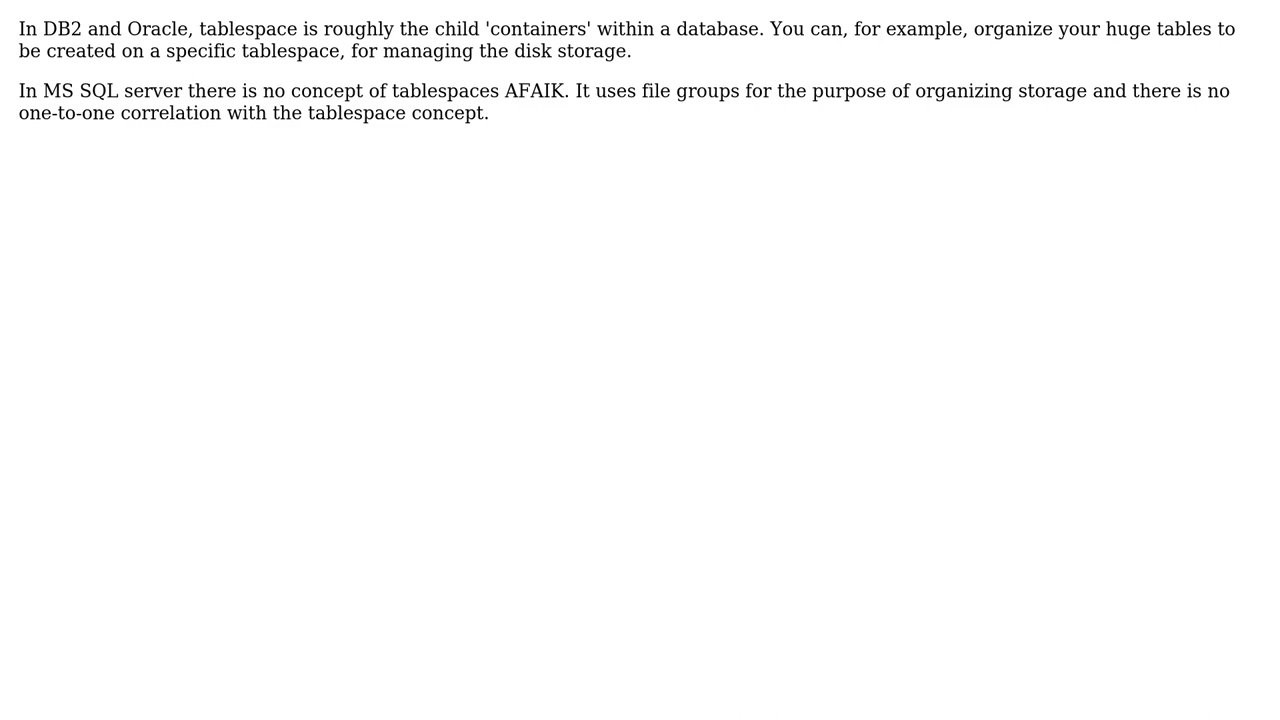 In DB2 and Oracle, tablespace is roughly the child 'containers' within a database. You can, for example, organize your huge tables to
be created on a specific tablespace, for managing the disk storage.
In MS SQL server there is no concept of tablespaces AFAIK. It uses file groups for the purpose of organizing storage and there is no
one-to-one correlation with the tablespace concept.